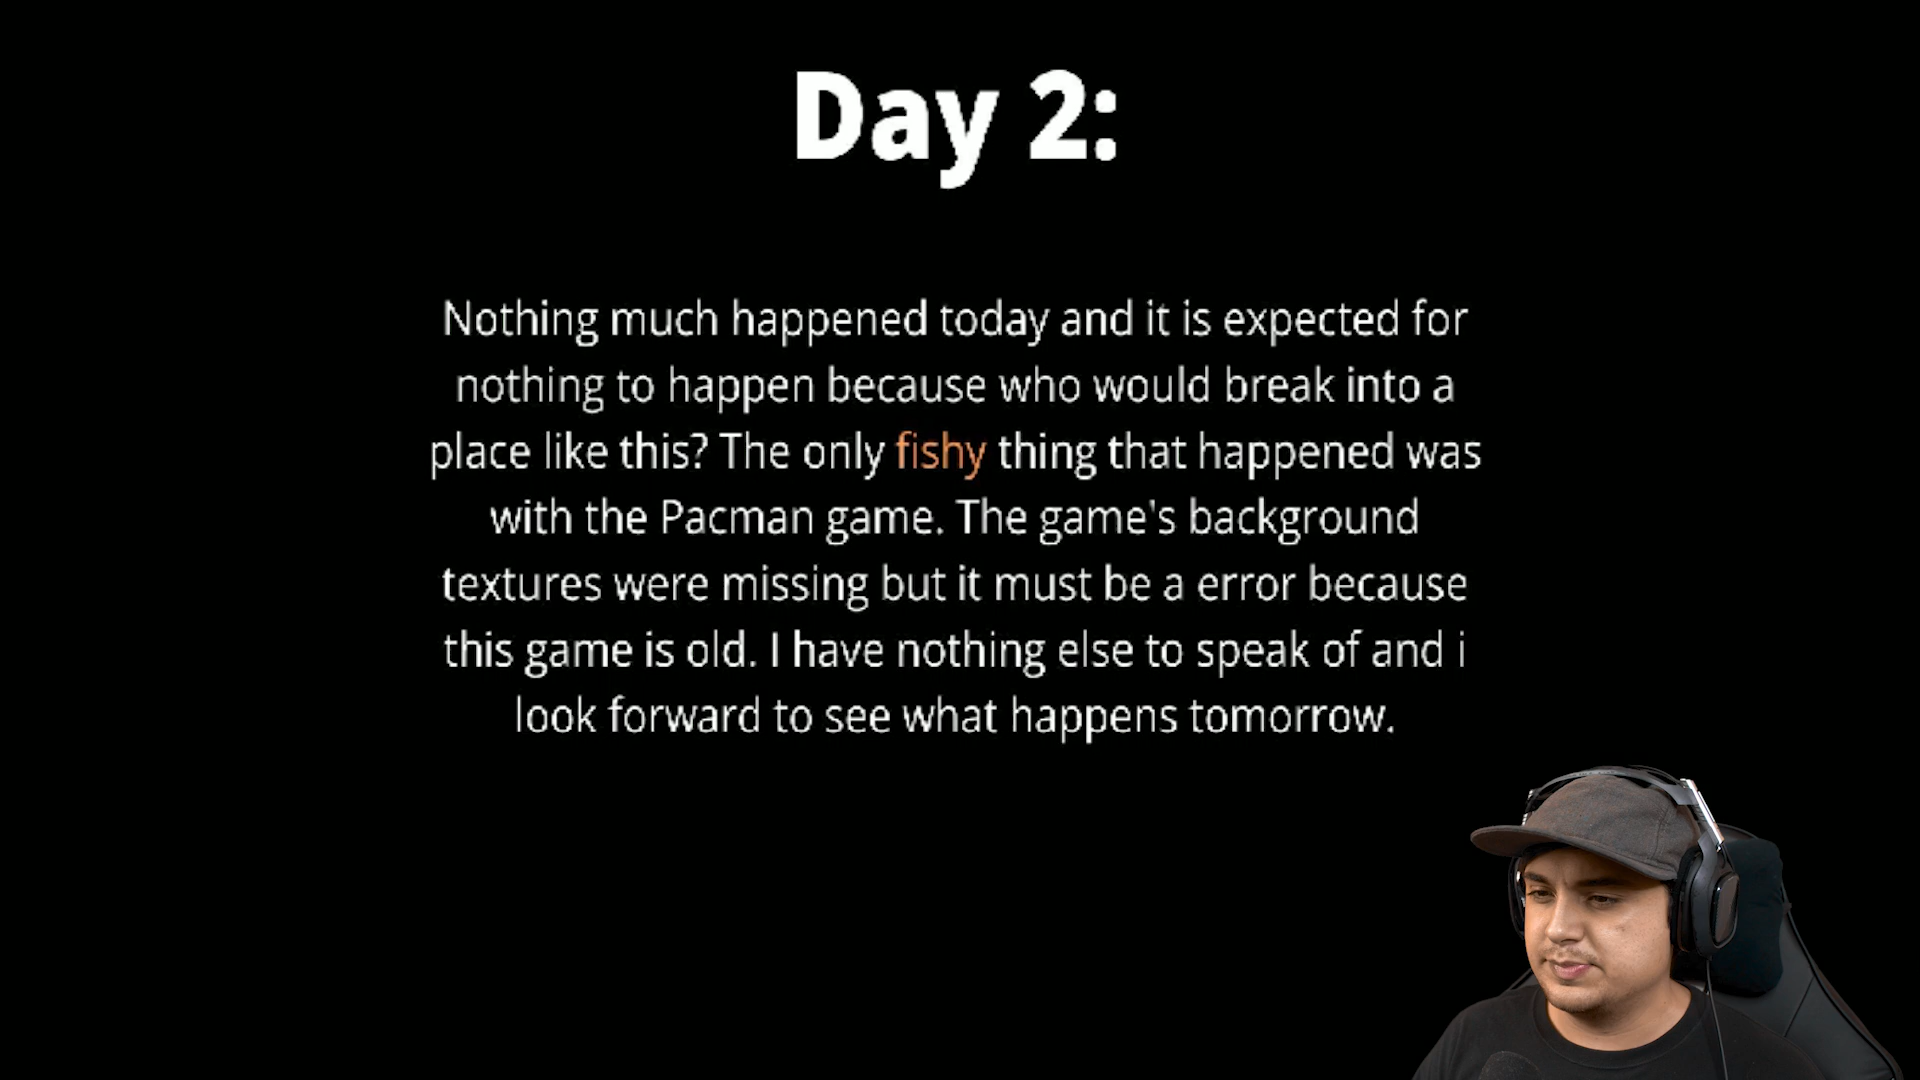 Day 2:
Nothing much happened today and it is expected for
nothing to happen because who would break into a
place like this? The only fishy thing that happened was
with the Pacman game. The game's background
textures were missing but it must be a error because
this game is old. I have nothing else to speak of and i
look forward to see what happens tomorrow.